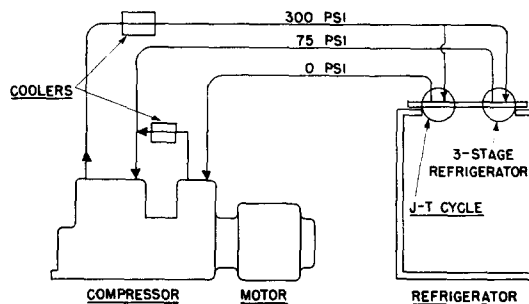 300 PSI
75 PSI
0 PSI
COOLERS
3-STAGE
REFRIGERATOR
J-T CYCLE
COMPRESSOR
MOTOR
REFRIGERATOR